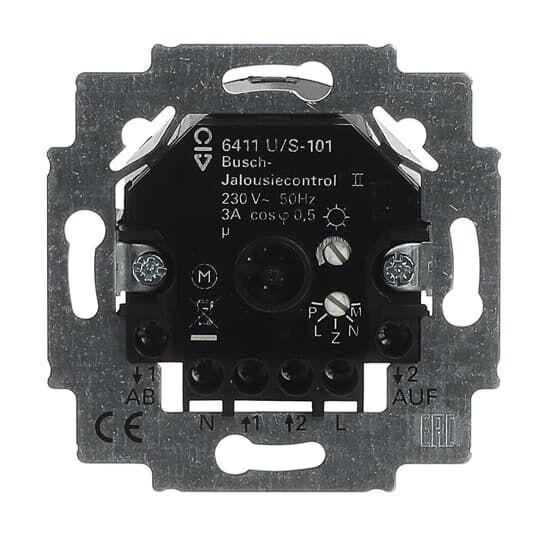 6411 U/S-101
Busch-
Jalousiecontrol® II
230 V~ 50Hz
3A cos φ 0,5
μ
M
P M
L N
Z
↓1 ↓2
AB AUF
N ↑1 ↑2 L
CE EAC